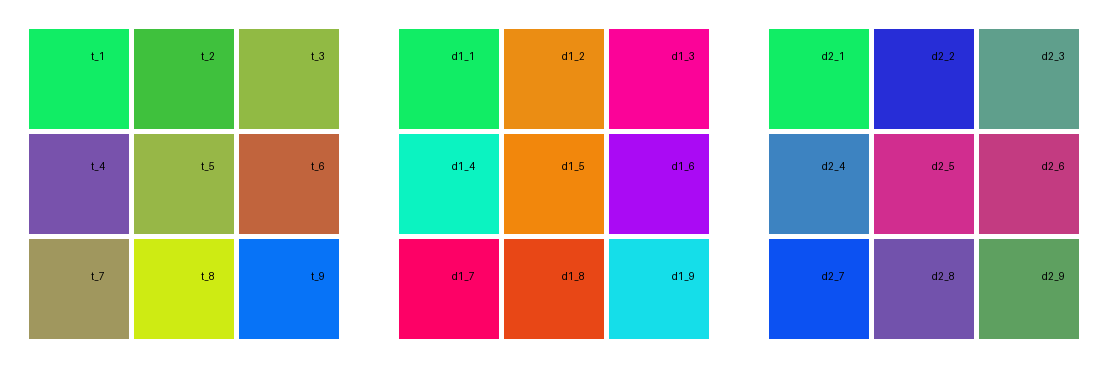 t_1 t_2 t_3 d1_1 d1_2 d1_3 d2_1 d2_2 d2_3
t_4 t_5 t_6 d1_4 d1_5 d1_6 d2_4 d2_5 d2_6
t_7 t_8 t_9 d1_7 d1_8 d1_9 d2_7 d2_8 d2_9